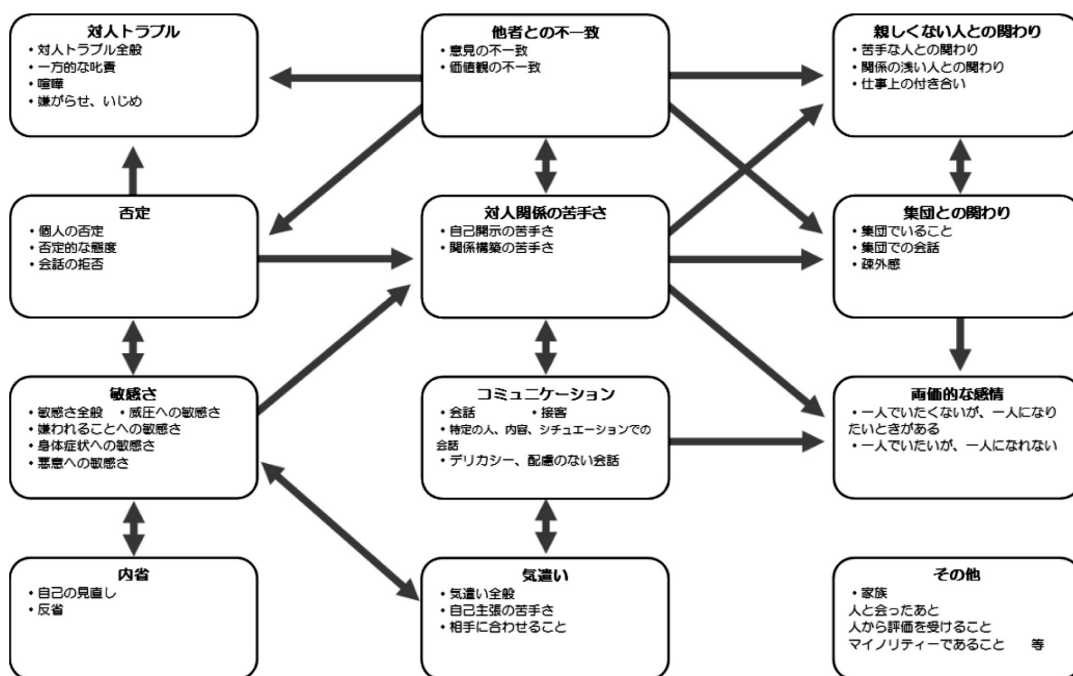 対人トラブル
・対人トラブル全般
・一方的な叱責
・喧嘩
・嫌がらせ、いじめ
他者との不一致
・意見の不一致
・価値観の不一致
親しくない人との関わり
・苦手な人との関わり
・関係の浅い人との関わり
・仕事上の付き合い
否定
・個人の否定
・否定的な態度
・会話の拒否
対人関係の苦手さ
・自己開示の苦手さ
・関係構築の苦手さ
集団との関わり
・集団でいること
・集団での会話
・疎外感
敏感さ
・敏感さ全般 ・威圧への敏感さ
・嫌われることへの敏感さ
・身体症状への敏感さ
・悪意への敏感さ
コミュニケーション
・会話 ・接客
・特定の人、内容、シチュエーションでの
会話
・デリカシー、配慮のない会話
両価的な感情
・一人でいたくないが、一人になり
たいときがある
・一人でいたいが、一人になれない
内省
・自己の見直し
・反省
気遣い
・気遣い全般
・自己主張の苦手さ
・相手に合わせること
その他
・家族
人と会ったあと
人から評価を受けること
マイノリティーであること 等